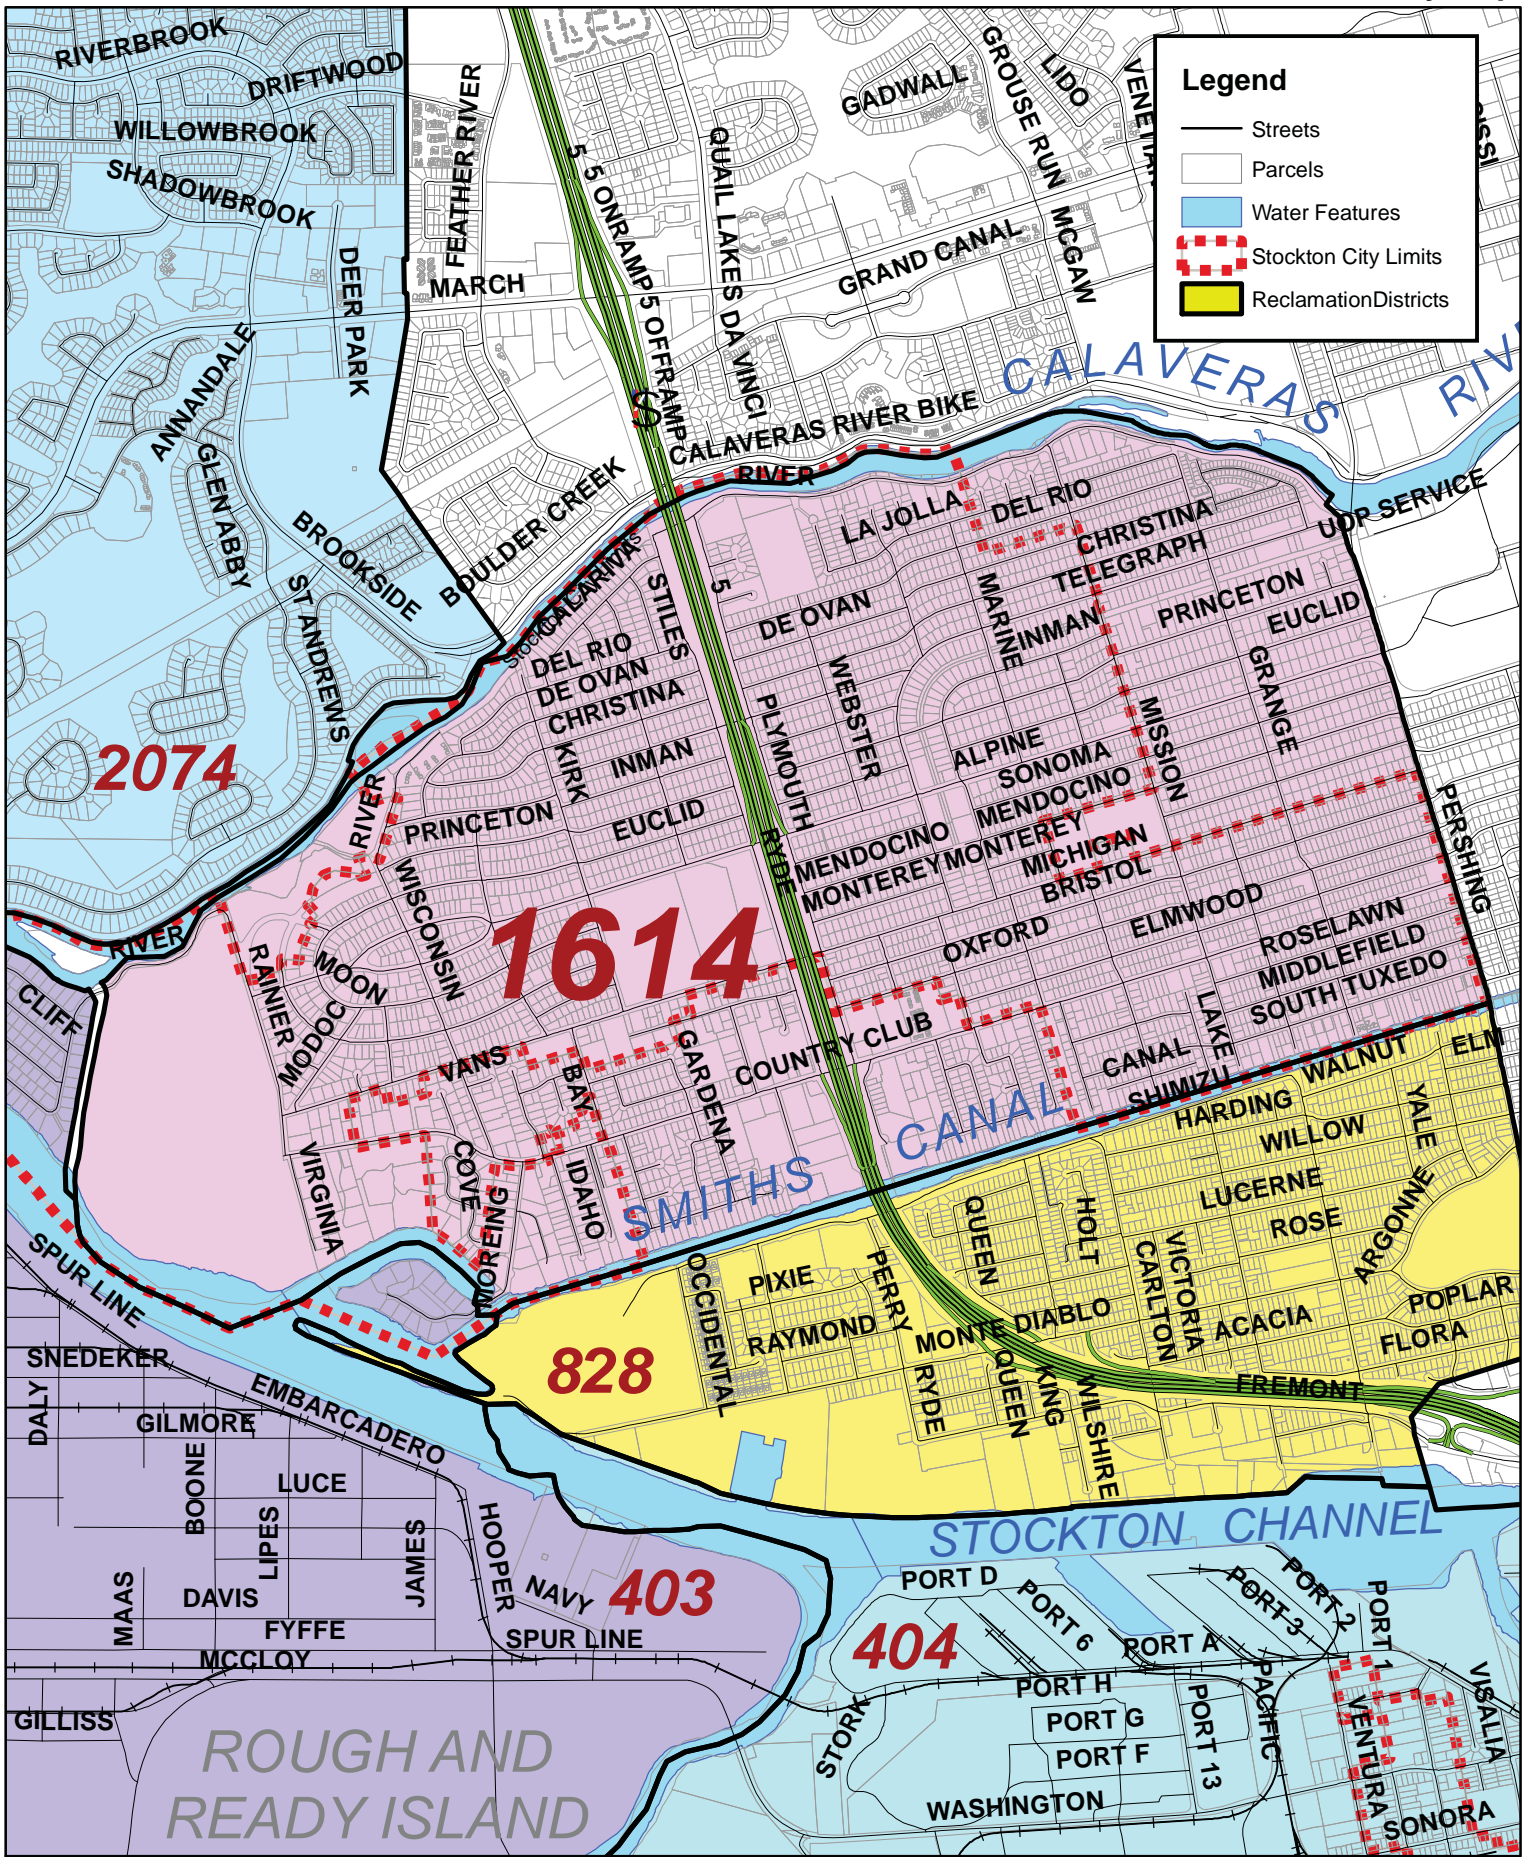 RIVERBROOK
DRIFTWOOD
WILLOWBROOK
SHADOWBROOK
FEATHER RIVER
DEER PARK
MARCH
5
5 ONRAMP
5 OFFRAMP
QUAIL LAKES
DA VINCI
GADWALL
GROUSE RUN
LIDO
MCGAW
GRAND CANAL
Legend
Streets
Parcels
Water Features
Stockton City Limits
ReclamationDistricts
CALAVERAS
ANNANDALE
GLEN ABBY
BROOKSIDE
ST ANDREWS
BOULDER CREEK
$
CALAVERAS RIVER BIKE
RIVER
LA JOLLA
DEL RIO
CHRISTINA
TELEGRAPH
UOP SERVICE
PRINCETON
EUCLID
STILES
5
DE OVAN
MARINE
INMAN
GRANGE
DEL RIO
DE OVAN
CHRISTINA
KIRK
INMAN
EUCLID
PRINCETON
PLYMOUTH
WEBSTER
ALPINE
SONOMA
MENDOCINO
MISSION
2074
RIVER
WISCONSIN
RYDE
MENDOCINO
MONTEREY
MONTEREY
MICHIGAN
BRISTOL
PERSHING
1614
OXFORD
ELMWOOD
ROSELAWN
MIDDLEFIELD
SOUTH TUXEDO
RIVER
CLIFF
RAINIER
MOON
MODOC
VANS
BAY
GARDENA
COUNTRY CLUB
LAKE
CANAL
SHIMIZU
WALNUT
ELM
YALE
HARDING
WILLOW
LUCERNE
ROSE
ARGONNE
VIRGINIA
COVE
MOREING
IDAHO
SMITHS
CANAL
QUEEN
HOLT
VICTORIA
CARLTON
ACACIA
POPLAR
FLORA
SPUR LINE
OCCIDENTAL
PIXIE
RAYMOND
PERRY
MONTE DIABLO
828
RYDE
QUEEN
KING
WILSHIRE
FREMONT
SNEDEKER
DALY
GILMORE
EMBARCADERO
BOONE
LUCE
LIPES
JAMES
HOOPER
STOCKTON CHANNEL
MAAS
DAVIS
NAVY
403
FYFFE
SPUR LINE
MCCLOY
GILLISS
ROUGH AND
READY ISLAND
404
PORT D
PORT 6
PORT A
PORT 3
PORT 2
PORT 1
PORT H
PORT G
PORT F
PORT 13
PACIFIC
STORK
WASHINGTON
VENTURA
VISALIA
SONORA